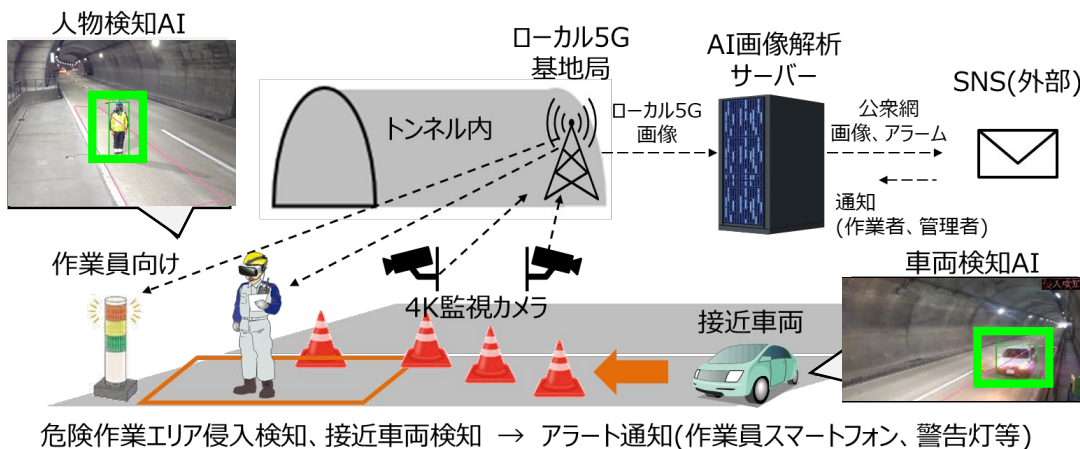 人物検知AI
ローカル5G
基地局
AI画像解析
サーバー
SNS(外部)
トンネル内
ローカル5G
画像
公衆網
画像、アラーム
通知
(作業者、管理者)
作業員向け
4K監視カメラ
接近車両
車両検知AI
危険作業エリア侵入検知、接近車両検知 → アラート通知(作業員スマートフォン、警告灯等)